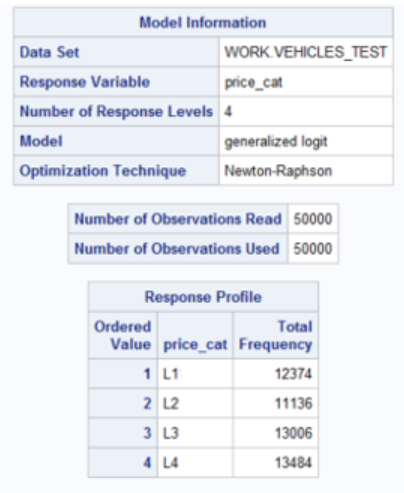 Model Information
Data Set WORK.VEHICLES_TEST
Response Variable price_cat
Number of Response Levels 4
Model generalized logit
Optimization Technique Newton-Raphson
Number of Observations Read 50000
Number of Observations Used 50000
Response Profile
Ordered Value price_cat Total Frequency
1 L1 12374
2 L2 11136
3 L3 13006
4 L4 13484